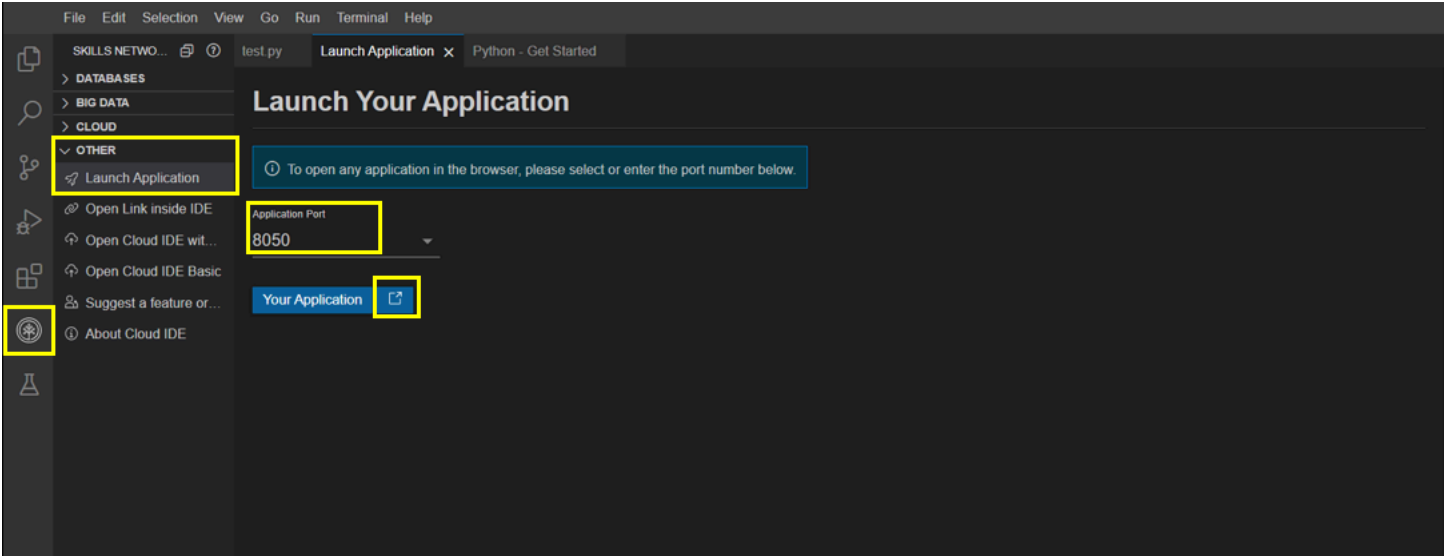 File Edit Selection View Go Run Terminal Help
SKILLS NETWO...
test.py Launch Application Python - Get Started
DATABASES
BIG DATA
CLOUD
OTHER
Launch Application
Open Link inside IDE
Open Cloud IDE wit...
Open Cloud IDE Basic
Suggest a feature or...
About Cloud IDE
Launch Your Application
To open any application in the browser, please select or enter the port number below.
Application Port
8050
Your Application